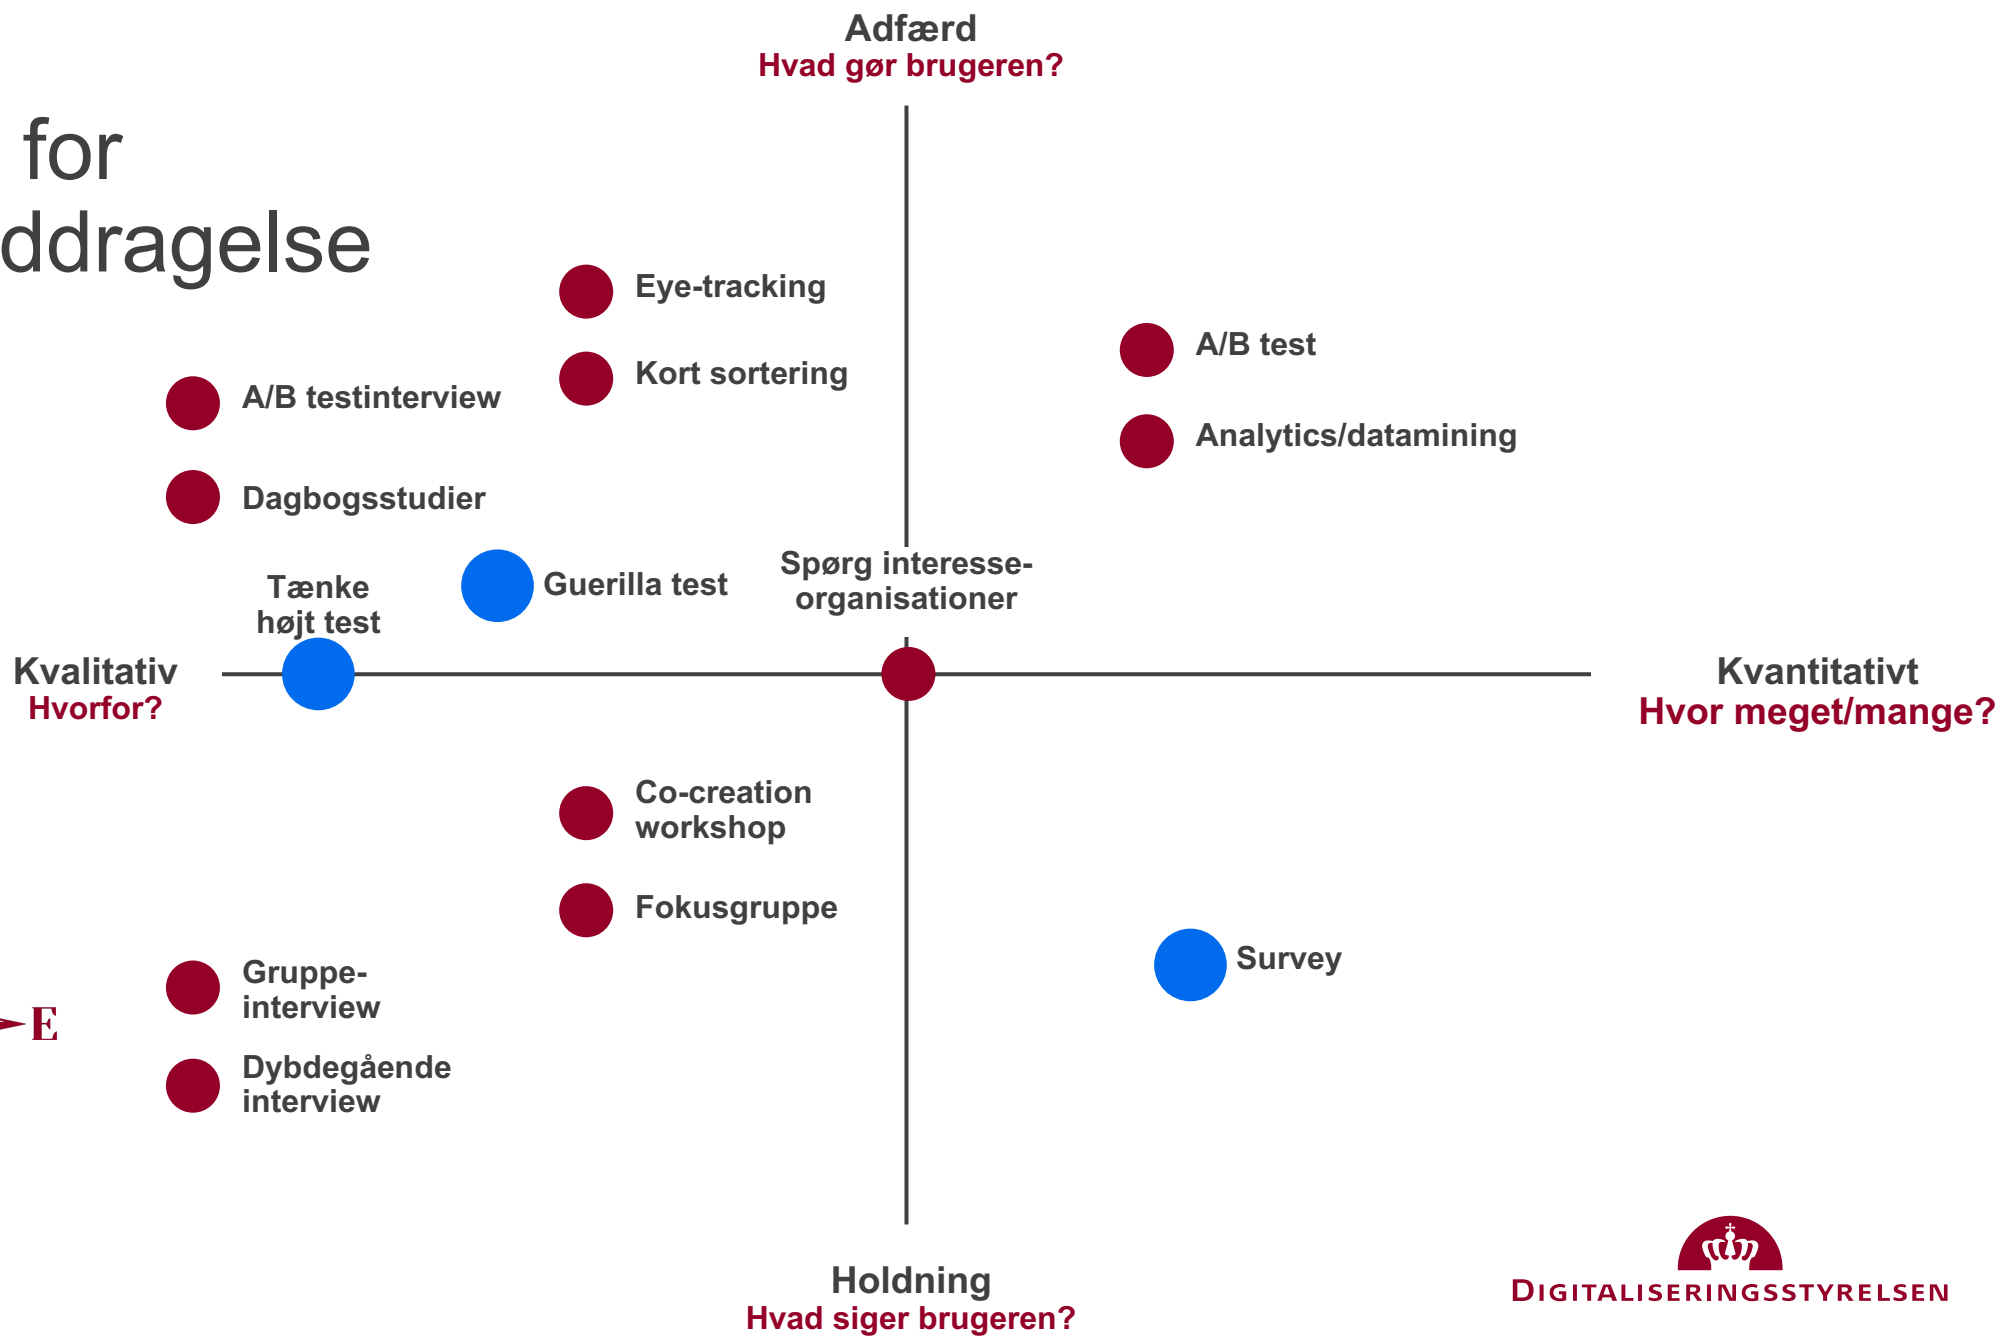 Adfærd
Hvad gør brugeren?
for
ddragelse
Eye-tracking
A/B test
Kort sortering
A/B testinterview
Analytics/datamining
Dagbogsstudier
Spørg interesse-
organisationer
Tænke
højt test
Guerilla test
Kvalitativ
Hvorfor?
Kvantitativt
Hvor meget/mange?
Co-creation
workshop
Fokusgruppe
Survey
Gruppe-
interview
E
Dybdegående
interview
Holdning
Hvad siger brugeren?
DIGITALISERINGSSTYRELSEN